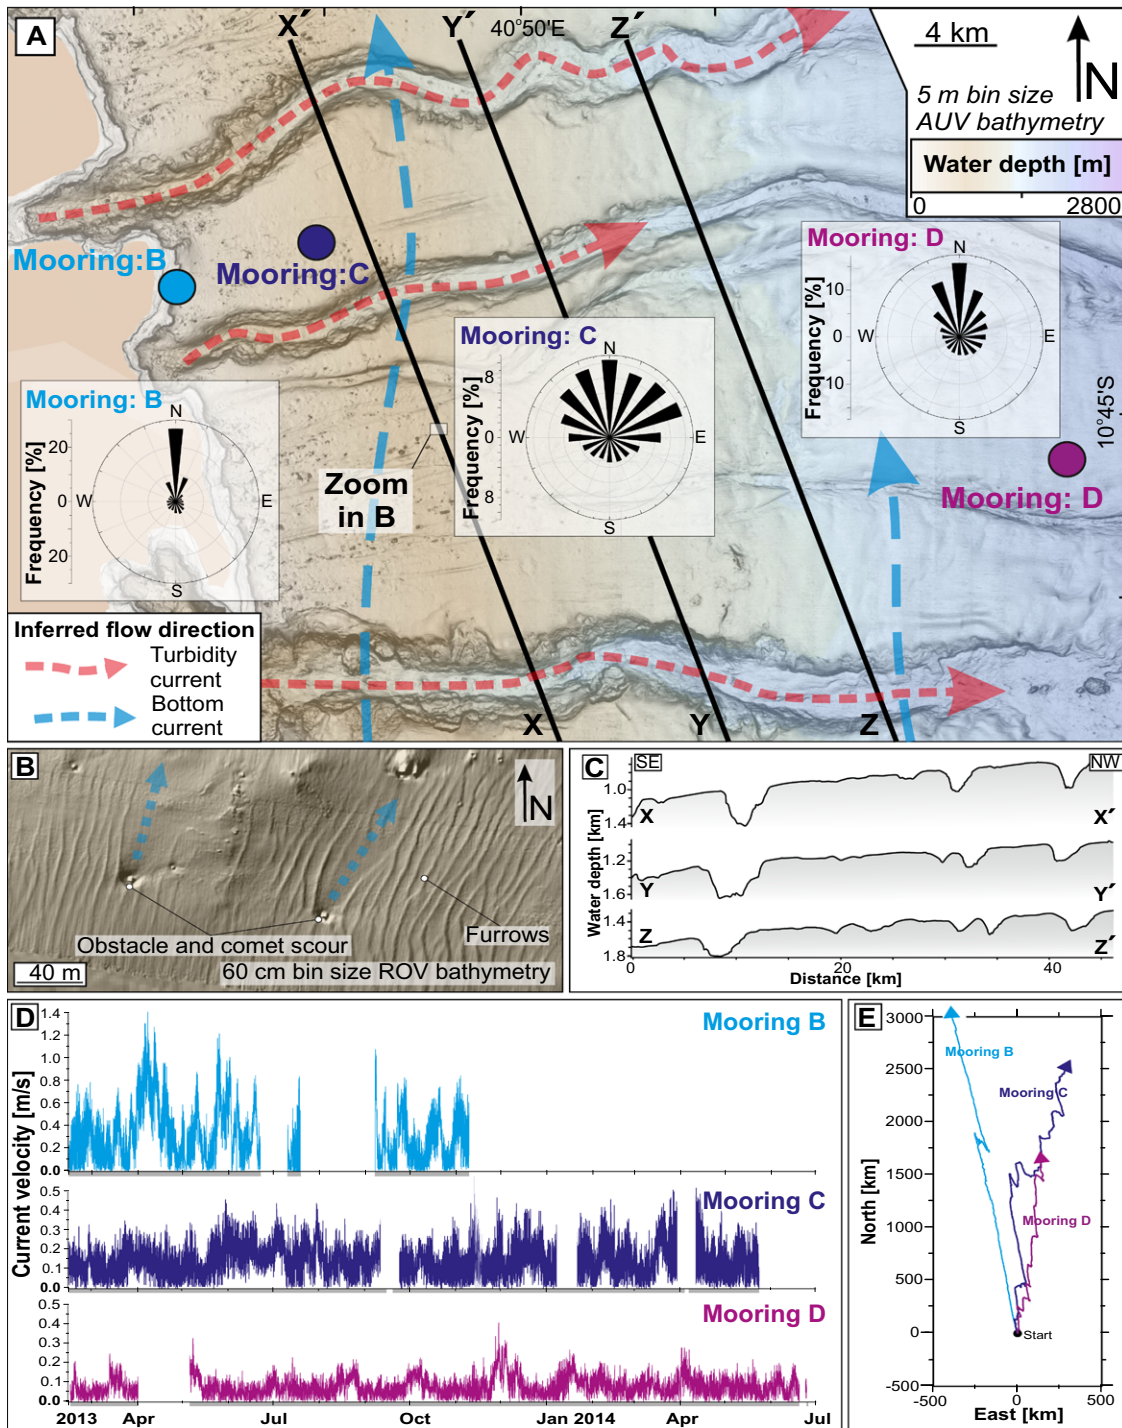 A
X´
Y´
40°50'E
Z´
4 km
N
5 m bin size
AUV bathymetry
Water depth [m]
0
2800
Mooring:B
Mooring:C
Mooring: D
N
Frequency [%]
10
0
10
W
E
S
Mooring: C
N
Frequency [%]
8
0
8
W
E
S
10°45'S
Mooring: B
N
Frequency [%]
20
0
20
W
E
S
Zoom
in B
Mooring: D
Inferred flow direction
Turbidity
current
Bottom
current
X
Y
Z
B
N
Obstacle and comet scour
Furrows
40 m
60 cm bin size ROV bathymetry
C
SE
NW
1.0
1.4
X
X´
1.2
1.6
Y
Y´
1.4
1.8
Z
Z´
Water depth [km]
0
20
40
Distance [km]
D
Mooring B
1.4
1.2
1.0
0.8
0.6
0.4
0.2
0.0
Current velocity [m/s]
Mooring C
0.5
0.4
0.3
0.2
0.1
0.0
Mooring D
0.5
0.4
0.3
0.2
0.1
0.0
2013
Apr
Jul
Oct
Jan 2014
Apr
Jul
E
3000
2500
2000
1500
1000
500
0
-500
North [km]
Mooring B
Mooring C
Mooring D
Start
-500
0
500
East [km]